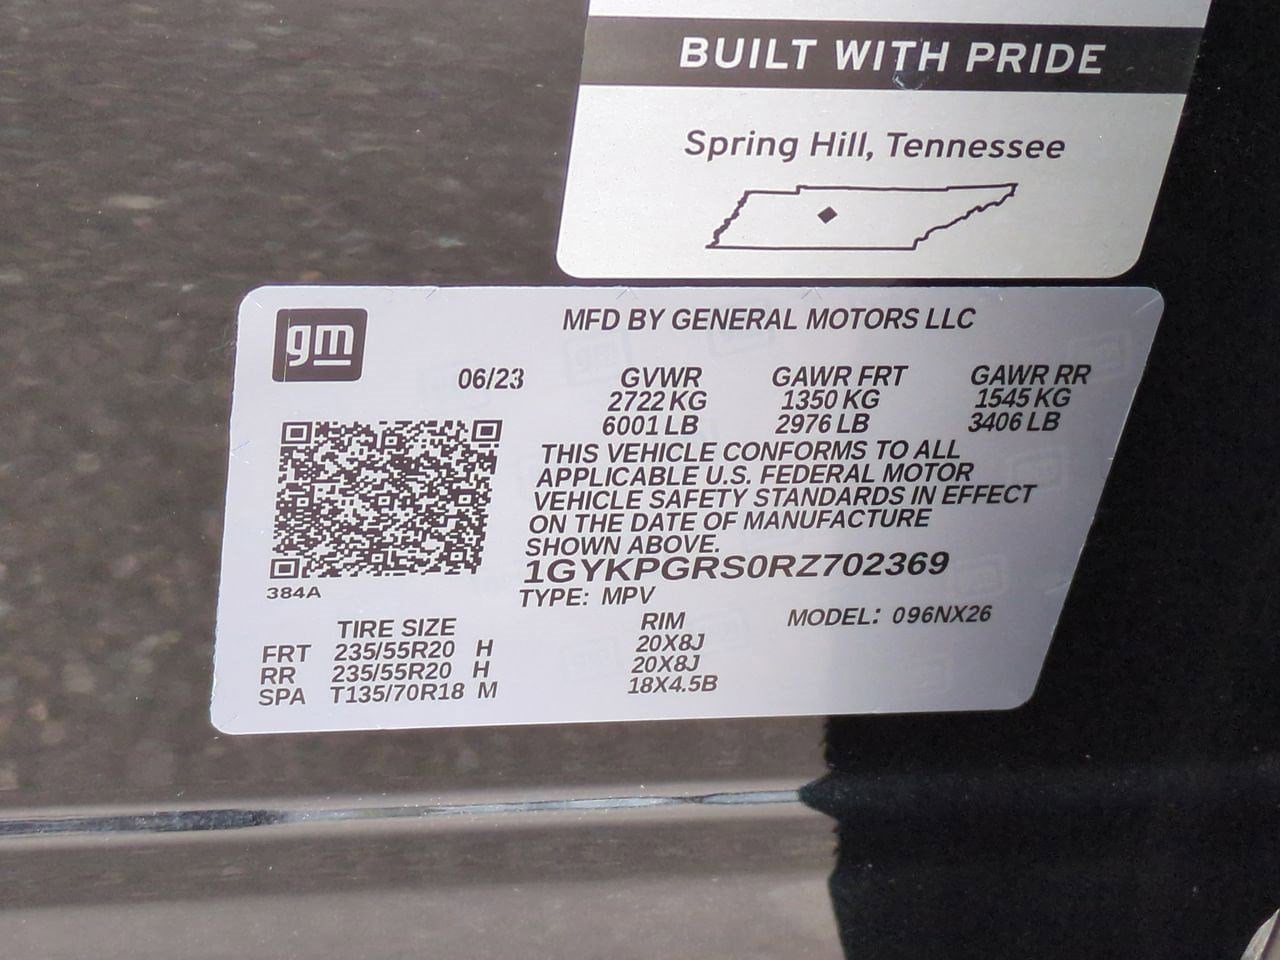 BUILT WITH PRIDE
Spring Hill, Tennessee
gm
MFD BY GENERAL MOTORS LLC
06/23 GVWR GAWR FRT GAWR RR
2722 KG 1350 KG 1545 KG
6001 LB 2976 LB 3406 LB
THIS VEHICLE CONFORMS TO ALL
APPLICABLE U.S. FEDERAL MOTOR
VEHICLE SAFETY STANDARDS IN EFFECT
ON THE DATE OF MANUFACTURE
SHOWN ABOVE.
1GYKPGRS0RZ702369
384A
TYPE: MPV MODEL: 096NX26
TIRE SIZE RIM
FRT 235/55R20 H 20X8J
RR 235/55R20 H 20X8J
SPA T135/70R18 M 18X4.5B